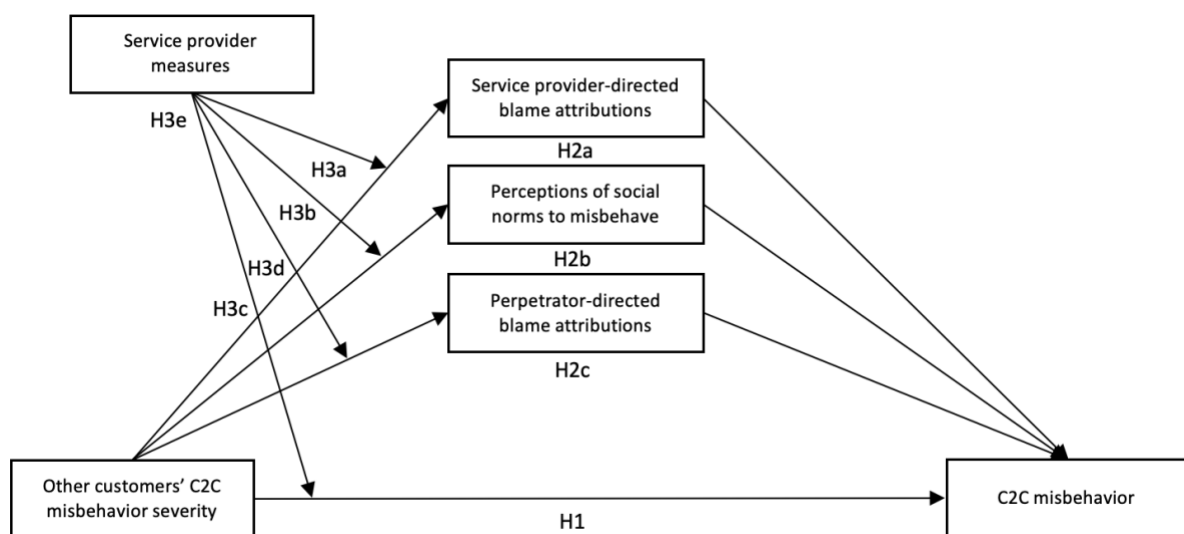 Service provider
measures
H3e
Service provider-directed
blame attributions
H2a
H3a
Perceptions of social
norms to misbehave
H3b
H2b
H3d
Perpetrator-directed
blame attributions
H3c
H2c
Other customers’ C2C
misbehavior severity
C2C misbehavior
H1